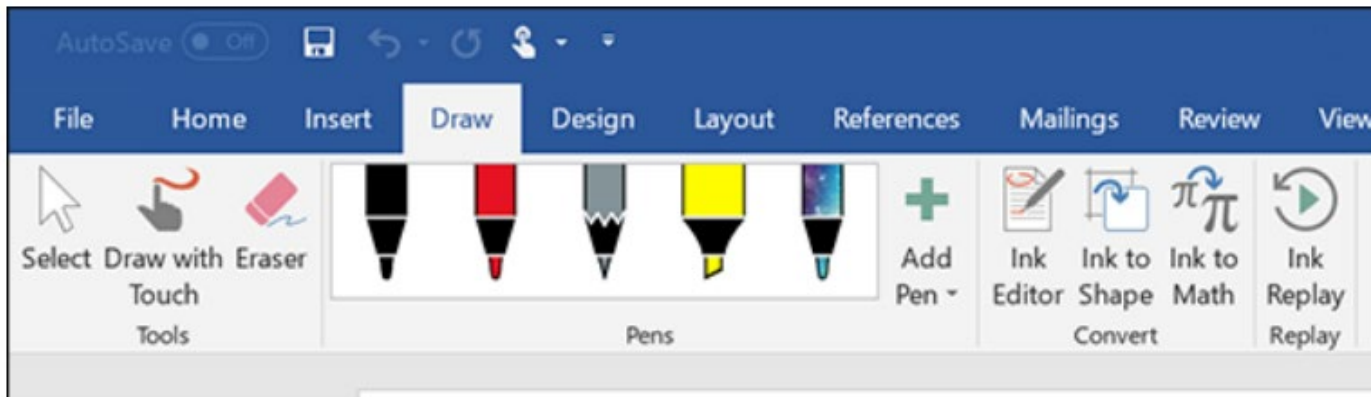 AutoSave Off
File Home Insert Draw Design Layout References Mailings Review View
Select Draw with Touch Eraser Add Pen Ink Editor Ink to Shape Ink to Math Ink Replay
Tools Pens Convert Replay